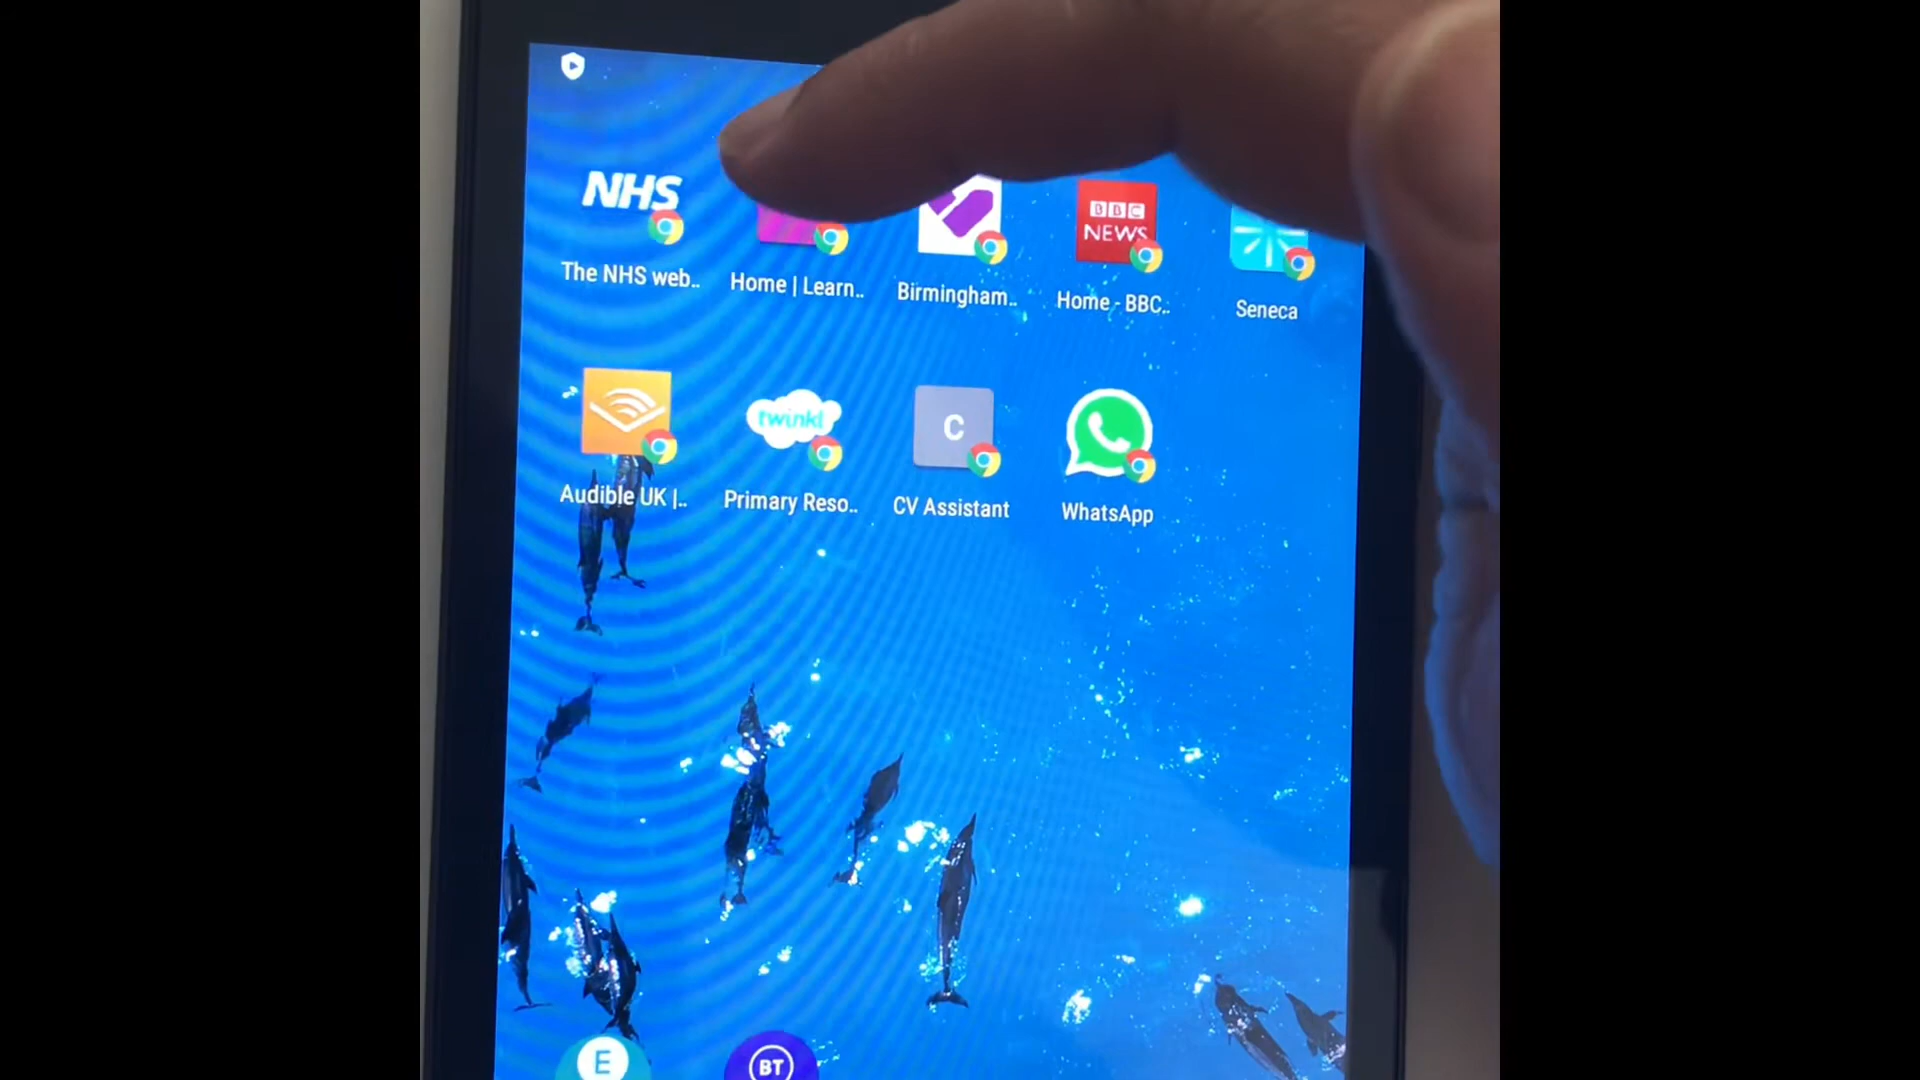 NHS
BBC
NEWS
The NHS web..
Home | Learn..
Birmingham..
Home - BBC..
Seneca
twinkl
C
Audible UK |..
Primary Reso..
CV Assistant
WhatsApp
E
BT